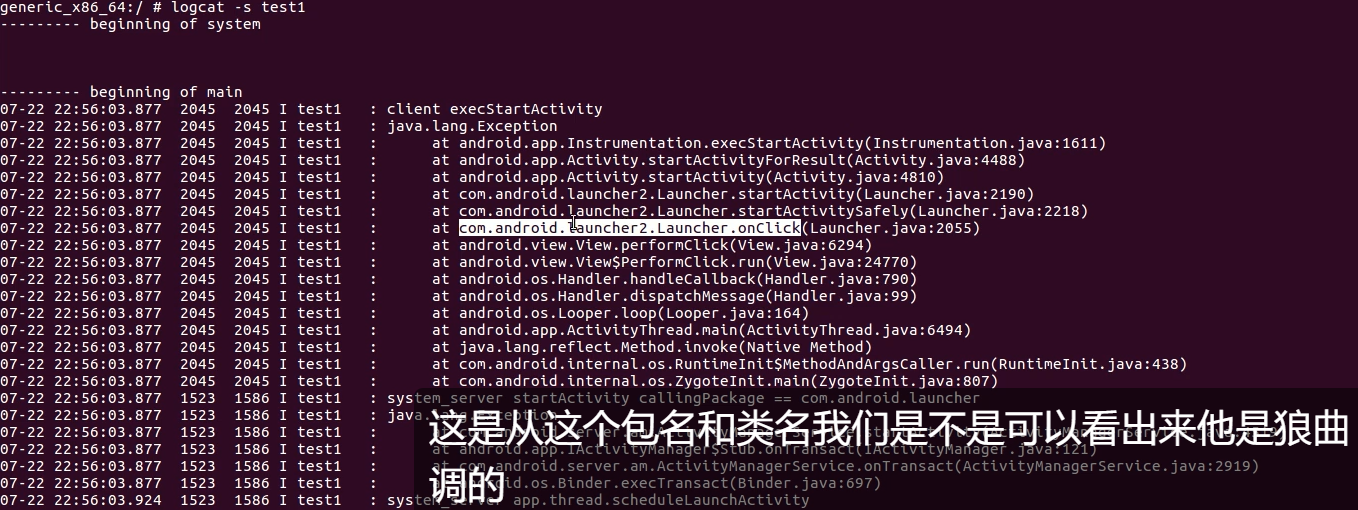 generic_x86_64:/ # logcat -s test1
--------- beginning of system
--------- beginning of main
07-22 22:56:03.877  2045  2045 I test1   : client execStartActivity
07-22 22:56:03.877  2045  2045 I test1   : java.lang.Exception
07-22 22:56:03.877  2045  2045 I test1   :      at android.app.Instrumentation.execStartActivity(Instrumentation.java:1611)
07-22 22:56:03.877  2045  2045 I test1   :      at android.app.Activity.startActivityForResult(Activity.java:4488)
07-22 22:56:03.877  2045  2045 I test1   :      at android.app.Activity.startActivity(Activity.java:4810)
07-22 22:56:03.877  2045  2045 I test1   :      at com.android.launcher2.Launcher.startActivity(Launcher.java:2190)
07-22 22:56:03.877  2045  2045 I test1   :      at com.android.launcher2.Launcher.startActivitySafely(Launcher.java:2218)
07-22 22:56:03.877  2045  2045 I test1   :      at com.android.launcher2.Launcher.onClick(Launcher.java:2055)
07-22 22:56:03.877  2045  2045 I test1   :      at android.view.View.performClick(View.java:6294)
07-22 22:56:03.877  2045  2045 I test1   :      at android.view.View$PerformClick.run(View.java:24770)
07-22 22:56:03.877  2045  2045 I test1   :      at android.os.Handler.handleCallback(Handler.java:790)
07-22 22:56:03.877  2045  2045 I test1   :      at android.os.Handler.dispatchMessage(Handler.java:99)
07-22 22:56:03.877  2045  2045 I test1   :      at android.os.Looper.loop(Looper.java:164)
07-22 22:56:03.877  2045  2045 I test1   :      at android.app.ActivityThread.main(ActivityThread.java:6494)
07-22 22:56:03.877  2045  2045 I test1   :      at java.lang.reflect.Method.invoke(Native Method)
07-22 22:56:03.877  2045  2045 I test1   :      at com.android.internal.os.RuntimeInit$MethodAndArgsCaller.run(RuntimeInit.java:438)
07-22 22:56:03.877  2045  2045 I test1   :      at com.android.internal.os.ZygoteInit.main(ZygoteInit.java:807)
07-22 22:56:03.877  1523  1586 I test1   : system_server startActivity callingPackage == com.android.launcher
07-22 22:56:03.877  1523  1586 I test1   : java.lang.Exception
07-22 22:56:03.877  1523  1586 I test1   :
07-22 22:56:03.877  1523  1586 I test1   :      at android.app.IActivityManager$Stub.onTransact(IActivityManager.java:121)
07-22 22:56:03.877  1523  1586 I test1   :      at com.android.server.am.ActivityManagerService.onTransact(ActivityManagerService.java:2919)
07-22 22:56:03.877  1523  1586 I test1   :      at android.os.Binder.execTransact(Binder.java:697)
07-22 22:56:03.924  1523  1586 I test1   : system_server app.thread.scheduleLaunchActivity
这是从这个包名和类名我们是不是可以看出来他是狼曲
调的